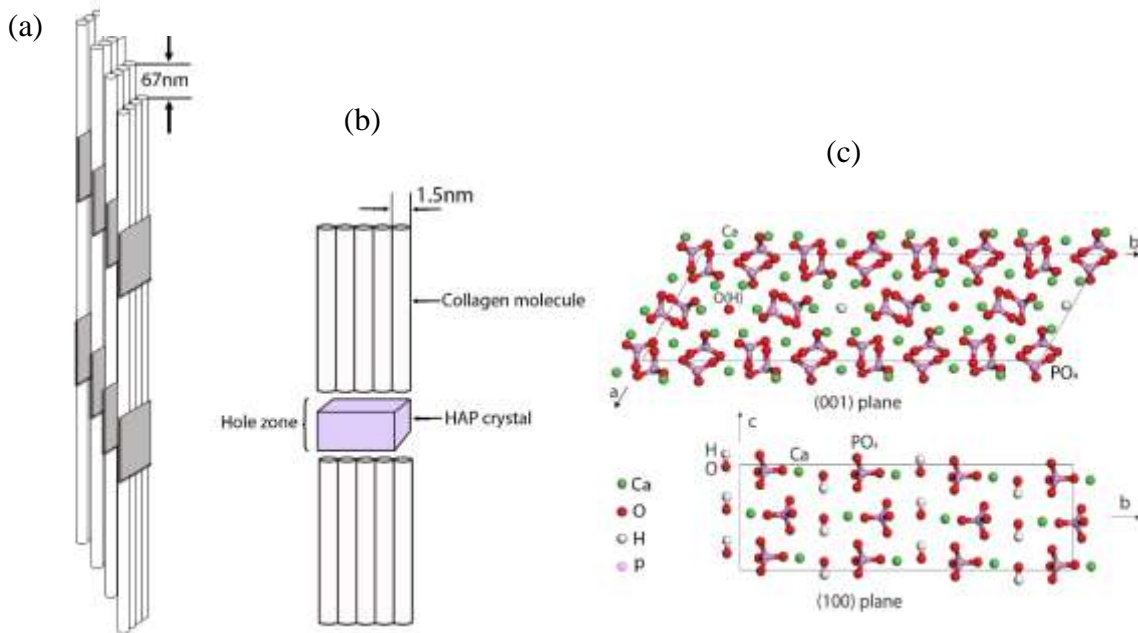 (a)
67nm
(b)
1.5nm
Collagen molecule
Hole zone
HAP crystal
(c)
Ca
b
O(H)
PO₄
a
(001) plane
c
H
O
Ca
PO₄
b
Ca
O
H
P
(100) plane